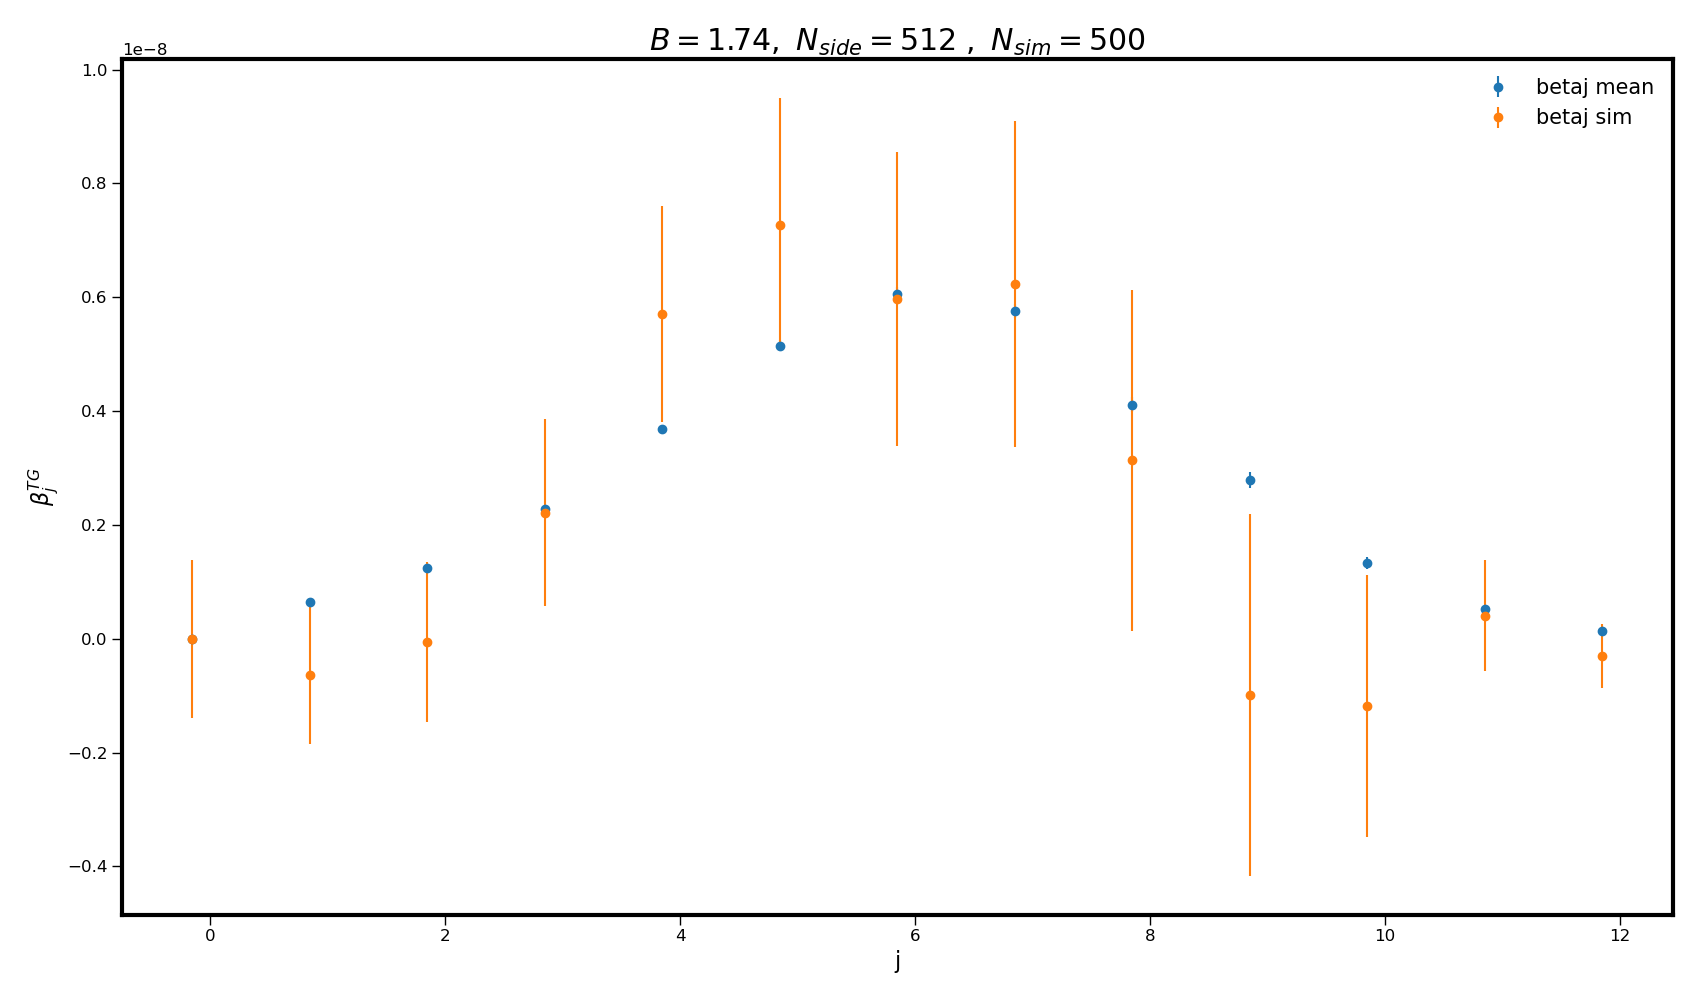 B = 1.74, N_side = 512 , N_sim = 500
1e−8
1.0
0.8
0.6
0.4
0.2
0.0
−0.2
−0.4
β_j^TG
0 2 4 6 8 10 12
j
betaj mean
betaj sim